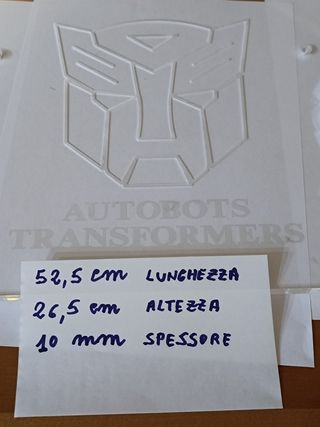 AUTOBOTS
TRANSFORMERS
52,5 cm LUNGHEZZA
26,5 cm ALTEZZA
10 mm SPESSORE